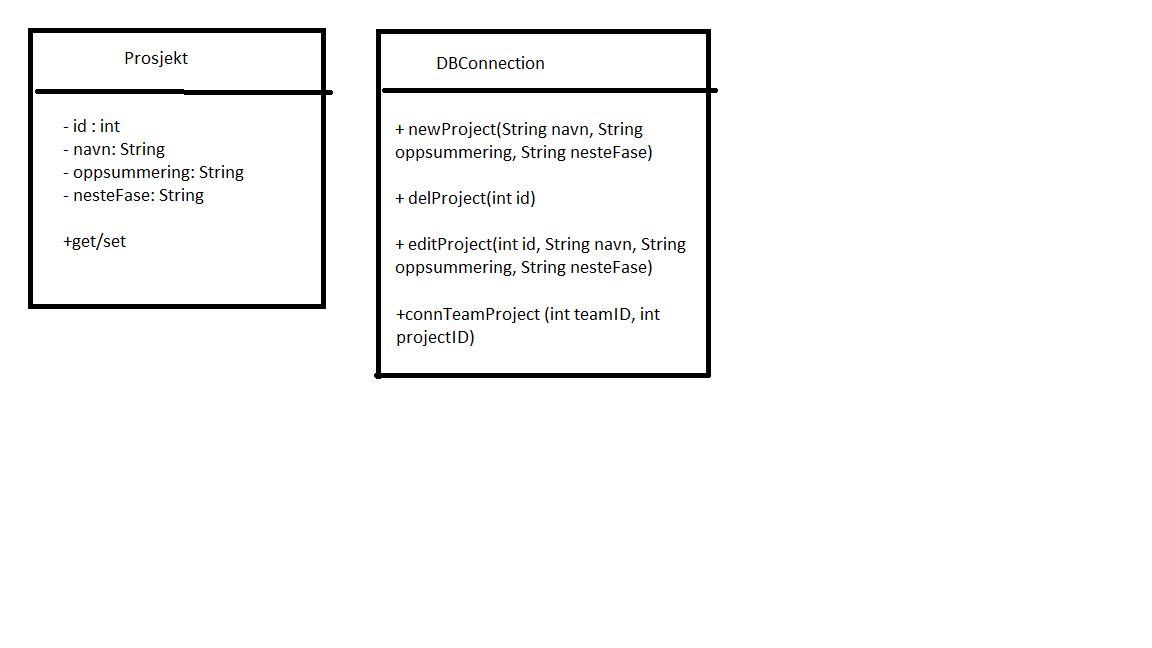 Prosjekt
- id : int
- navn: String
- oppsummering: String
- nesteFase: String
+get/set
DBConnection
+ newProject(String navn, String
oppsummering, String nesteFase)
+ delProject(int id)
+ editProject(int id, String navn, String
oppsummering, String nesteFase)
+connTeamProject (int teamID, int
projectID)